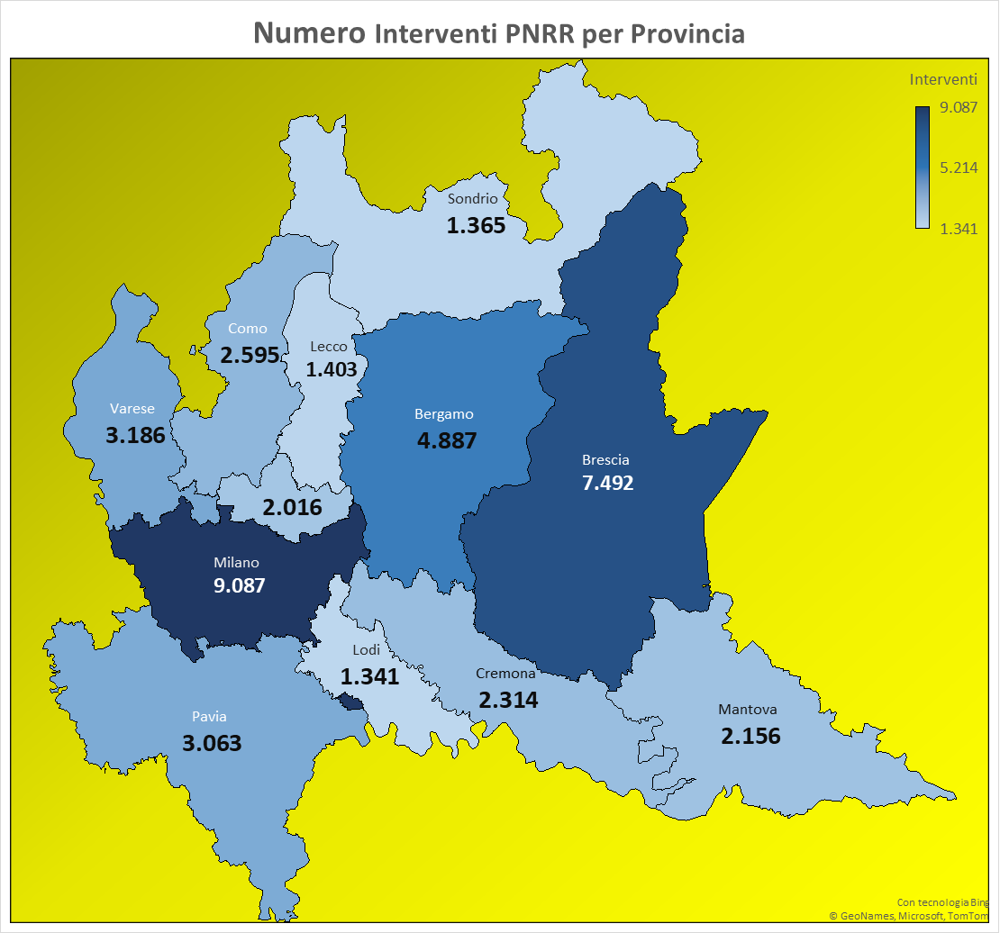 Numero Interventi PNRR per Provincia
Interventi
9.087
5.214
1.341
Sondrio
1.365
Como
2.595
Lecco
1.403
Varese
3.186
Bergamo
4.887
Brescia
7.492
2.016
Milano
9.087
Lodi
1.341
Cremona
2.314
Pavia
3.063
Mantova
2.156
Con tecnologia Bing
© GeoNames, Microsoft, TomTom